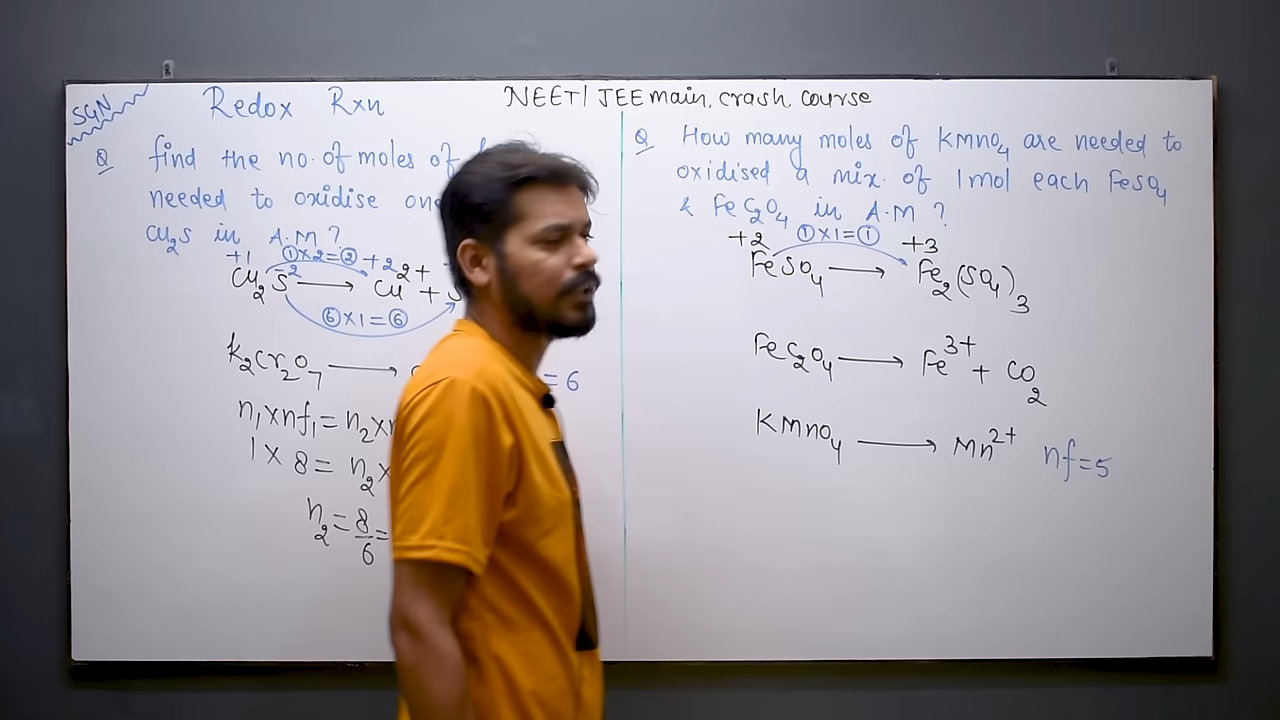 SGN
Redox Rxn
NEET/JEE main, crash course
Q find the no. of moles of
needed to oxidise
Cu₂S in A.M?
+1 ①×2=② +2
Cu₂S⁻² → Cu²⁺ +
⑥×1=⑥
K₂Cr₂O₇ → = 6
n₁×nf₁ = n₂×
1 × 8 = n₂×
n₂ = 8/6 =
Q How many moles of KMnO₄ are needed to
oxidised a mix. of 1mol each FeSO₄
& FeC₂O₄ in A.M?
+2 ①×1=① +3
FeSO₄ → Fe₂(SO₄)₃
FeC₂O₄ → Fe³⁺ + CO₂
KMnO₄ → Mn²⁺ nf=5